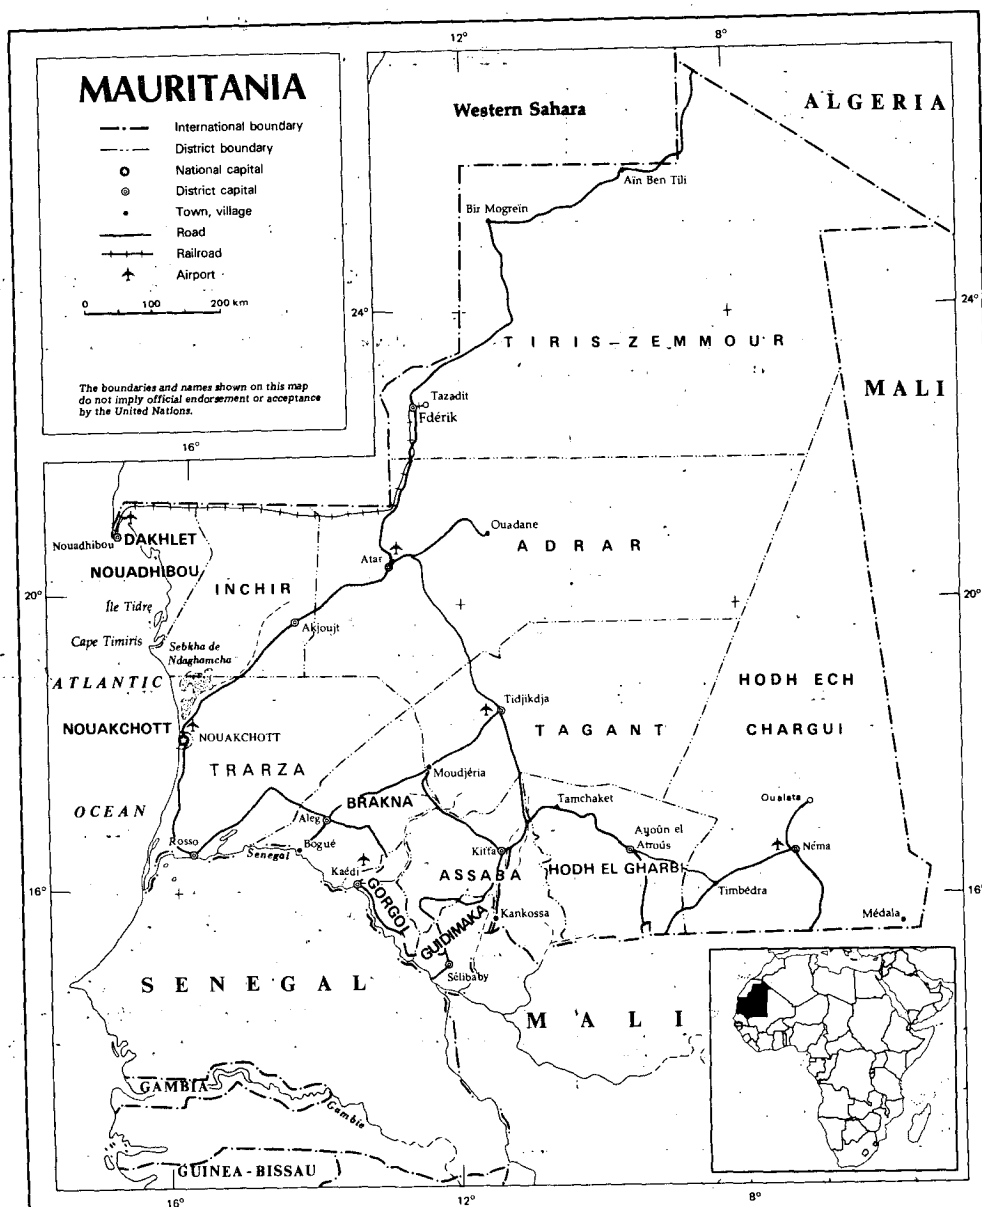 12°
8°
MAURITANIA
International boundary
District boundary
National capital
District capital
Town, village
Road
Railroad
Airport
0 100 200 km
The boundaries and names shown on this map
do not imply official endorsement or acceptance
by the United Nations.
Western Sahara
ALGERIA
Aïn Ben Tili
Bir Mogreïn
24°
24°
TIRIS-ZEMMOUR
MALI
Tazadit
Fdérik
16°
Nouadhibou
DAKHLET
NOUADHIBOU
Ouadane
ADRAR
Atar
INCHIR
20°
20°
Île Tidre
Akjoujt
Cape Timiris
Sebkha de
Ndaghamcha
ATLANTIC
Tidjikdja
HODH ECH
CHARGUI
NOUAKCHOTT
NOUAKCHOTT
TAGANT
TRARZA
Moudjéria
OCEAN
BRAKNA
Tamchaket
Oualata
Aleg
Rosso
Senegal
Bogué
Ayoûn el
Atroûs
Néma
Kaédi
Kiffa
ASSABA
HODH EL GHARBI
16°
16°
GORGOL
Timbédra
GUIDIMAKA
Kankossa
Médala
Sélibaby
SENEGAL
MALI
GAMBIA
Gambie
GUINEA-BISSAU
16°
12°
8°